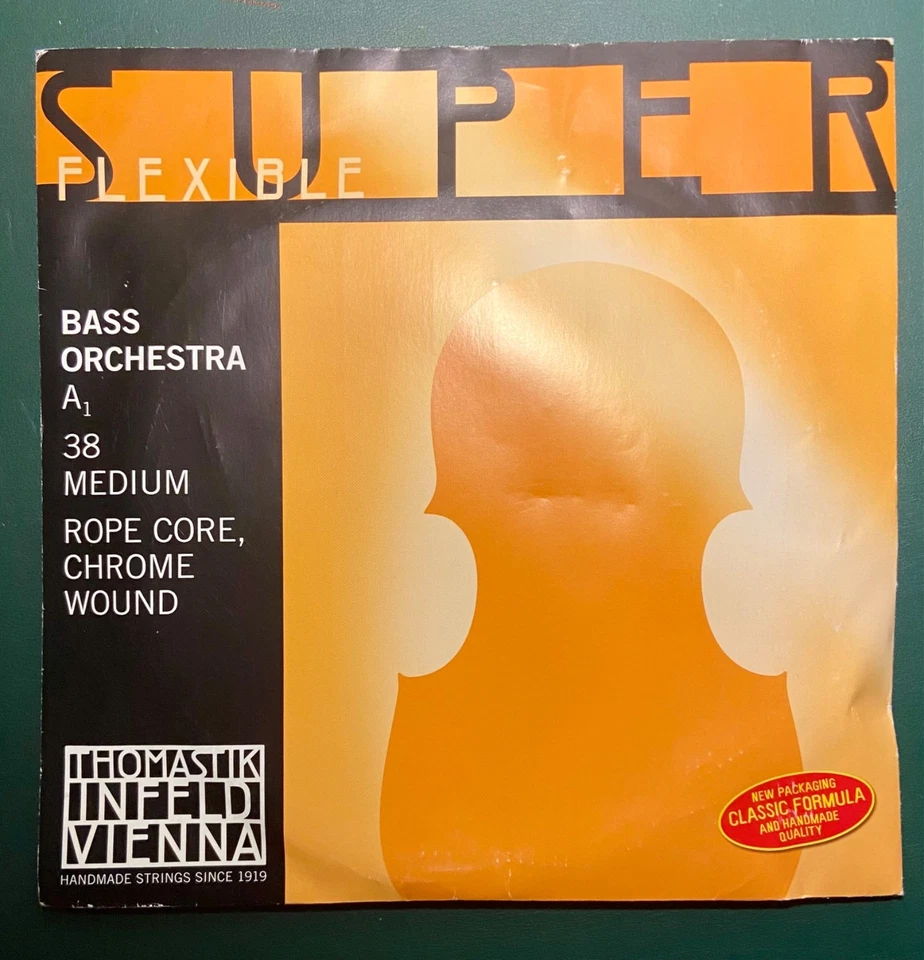 SUPER
FLEXIBLE
BASS
ORCHESTRA
A1
38
MEDIUM
ROPE CORE,
CHROME
WOUND
THOMASTIK
INFELD
VIENNA
HANDMADE STRINGS SINCE 1919
NEW PACKAGING
CLASSIC FORMULA
AND HANDMADE
QUALITY